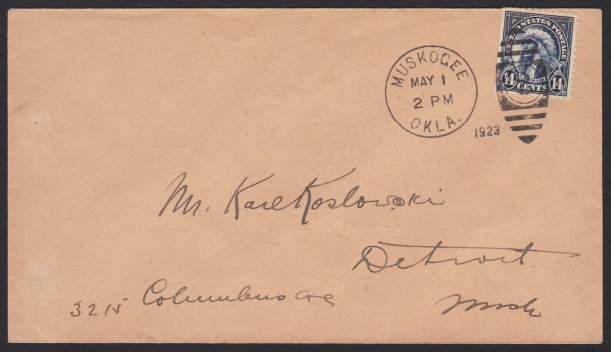 UNITED STATES POSTAGE
14 CENTS 14
MUSKOGEE
MAY 1
2 PM
OKLA.
1923
Mr. Karl Koslowski
Detroit
3215 Columbus ave
Mich